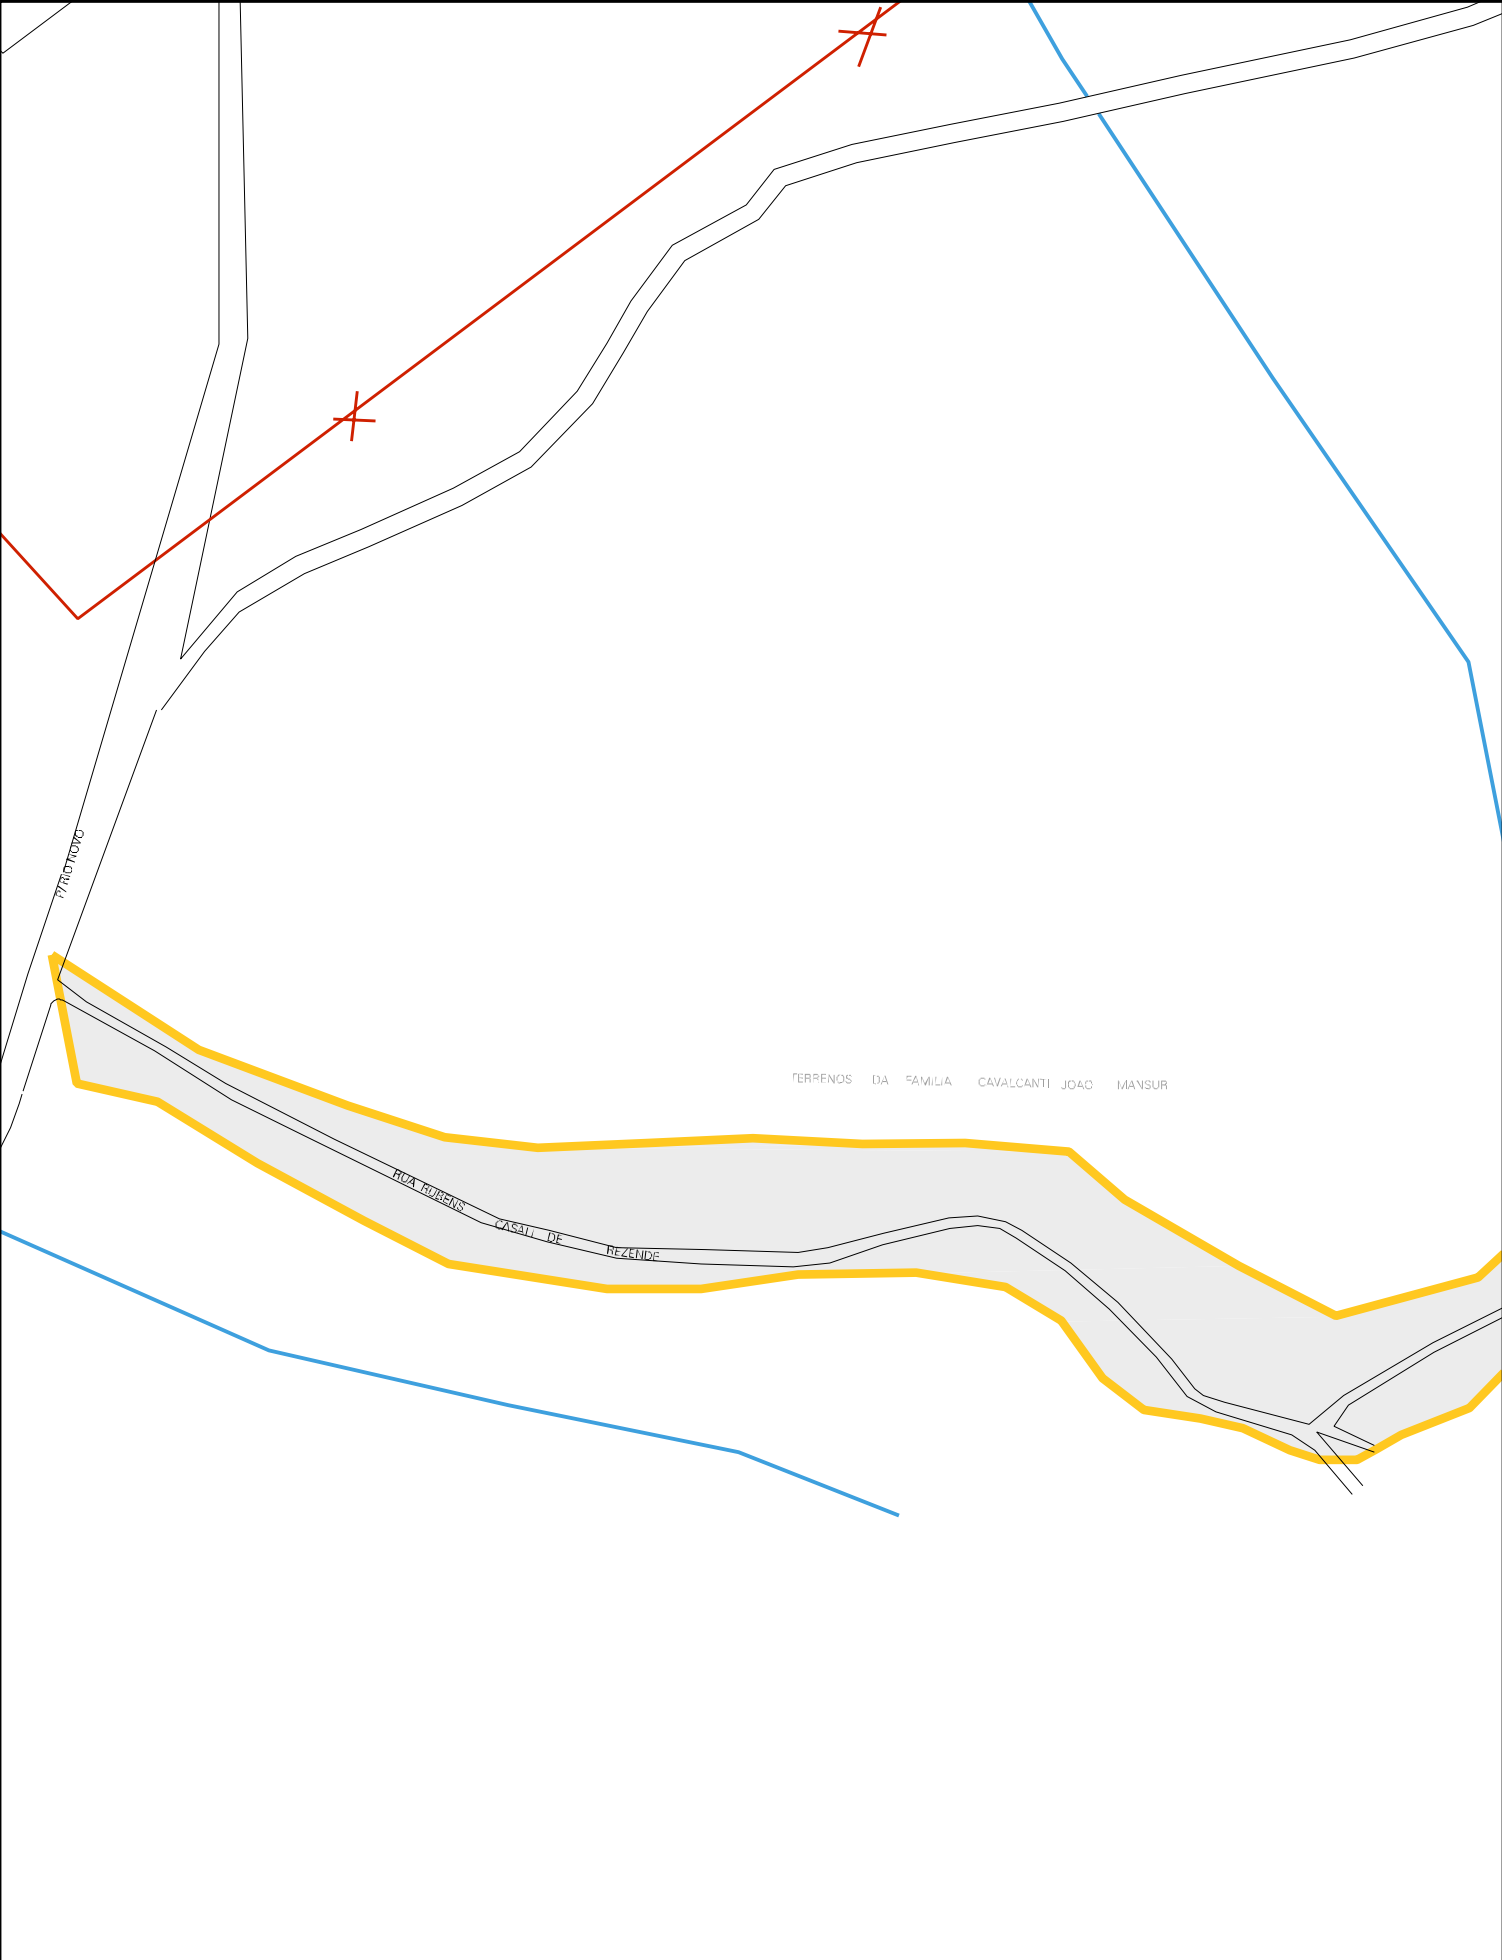 P/RIO NOVO
TERRENOS DA FAMILIA CAVALCANTI JOAO MANSUR
RUA RUBENS CASALI DE REZENDE